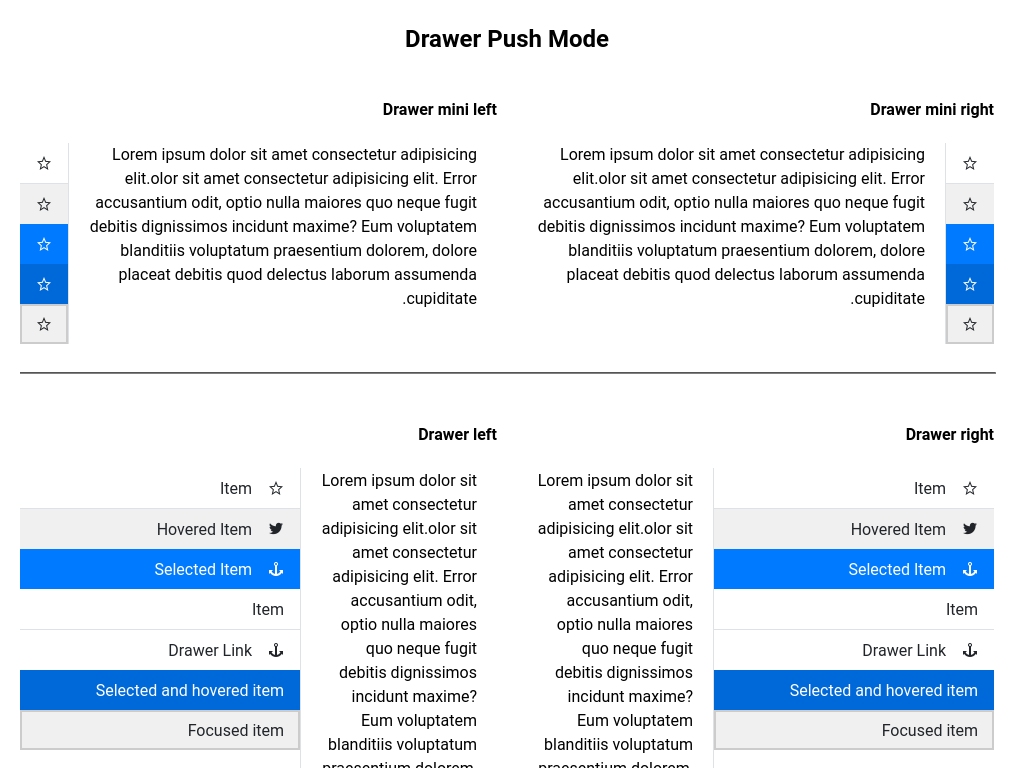 Drawer Push Mode
Drawer mini left
Lorem ipsum dolor sit amet consectetur adipisicing
elit.olor sit amet consectetur adipisicing elit. Error
accusantium odit, optio nulla maiores quo neque fugit
debitis dignissimos incidunt maxime? Eum voluptatem
blanditiis voluptatum praesentium dolorem, dolore
placeat debitis quod delectus laborum assumenda
.cupiditate
Drawer mini right
Lorem ipsum dolor sit amet consectetur adipisicing
elit.olor sit amet consectetur adipisicing elit. Error
accusantium odit, optio nulla maiores quo neque fugit
debitis dignissimos incidunt maxime? Eum voluptatem
blanditiis voluptatum praesentium dolorem, dolore
placeat debitis quod delectus laborum assumenda
.cupiditate
Drawer left
Item
Hovered Item
Selected Item
Item
Drawer Link
Selected and hovered item
Focused item
Lorem ipsum dolor sit
amet consectetur
adipisicing elit.olor sit
amet consectetur
adipisicing elit. Error
accusantium odit,
optio nulla maiores
quo neque fugit
debitis dignissimos
incidunt maxime?
Eum voluptatem
blanditiis voluptatum
praesentium dolorem,
Drawer right
Lorem ipsum dolor sit
amet consectetur
adipisicing elit.olor sit
amet consectetur
adipisicing elit. Error
accusantium odit,
optio nulla maiores
quo neque fugit
debitis dignissimos
incidunt maxime?
Eum voluptatem
blanditiis voluptatum
praesentium dolorem,
Item
Hovered Item
Selected Item
Item
Drawer Link
Selected and hovered item
Focused item